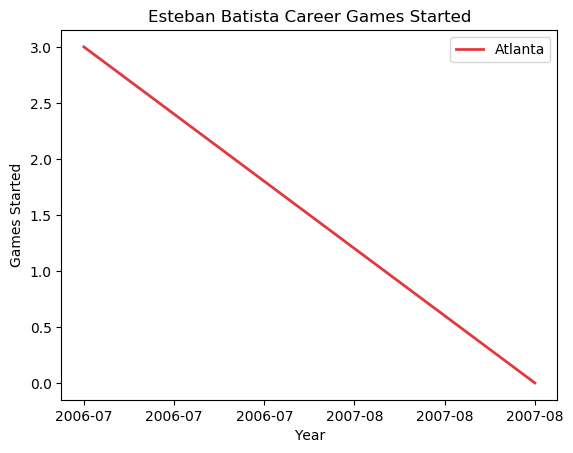 Esteban Batista Career Games Started
Atlanta
3.0
2.5
2.0
1.5
1.0
0.5
0.0
Games Started
2006-07 2006-07 2006-07 2007-08 2007-08 2007-08
Year